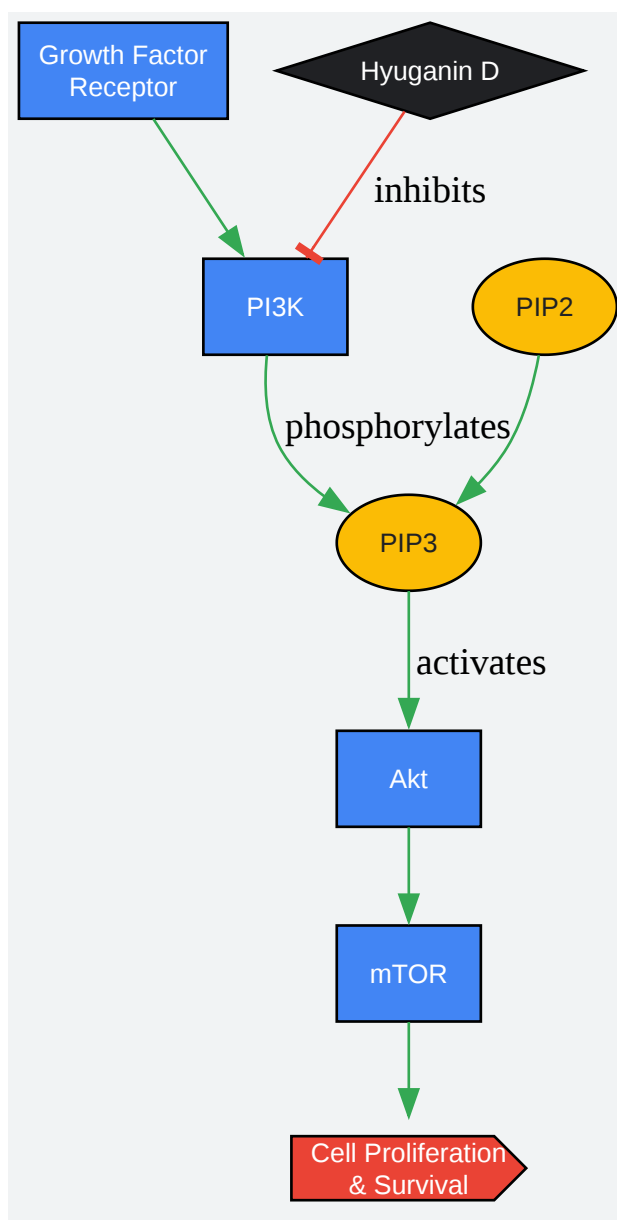 Growth Factor
Receptor
Hyuganin D
inhibits
PI3K
PIP2
phosphorylates
PIP3
activates
Akt
mTOR
Cell Proliferation
& Survival